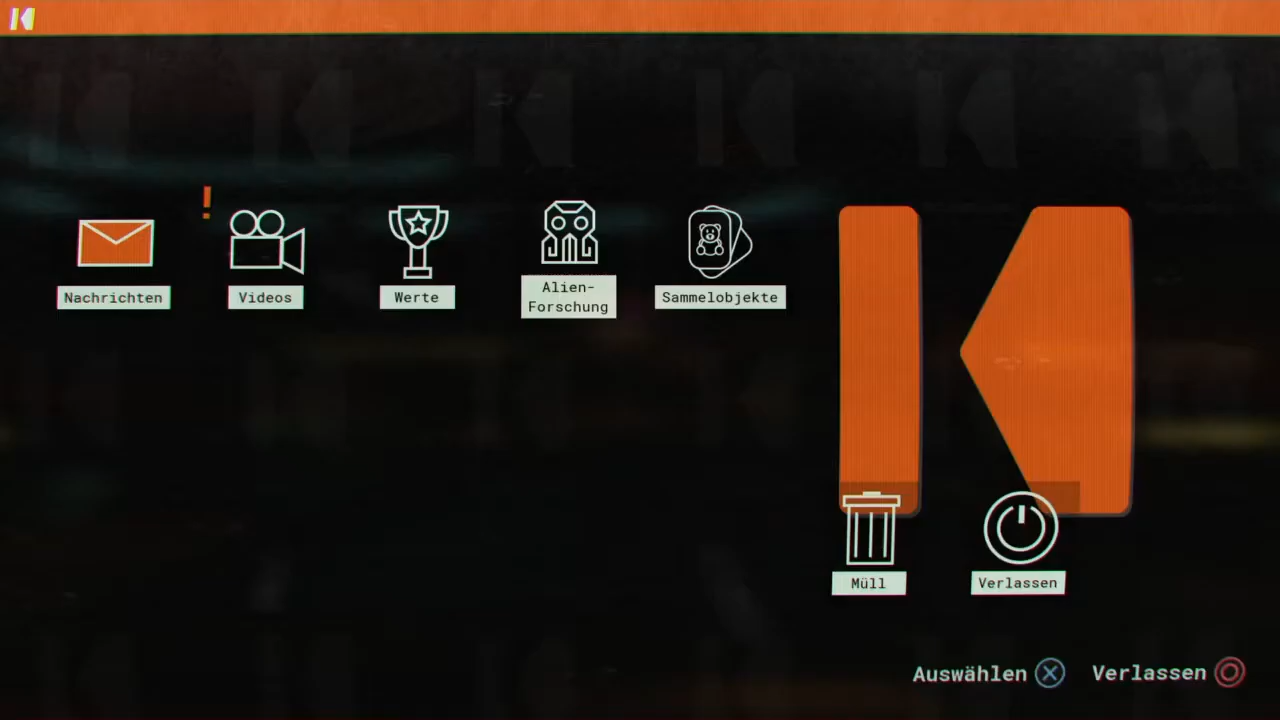 !
Nachrichten
Videos
Werte
Alien-
Forschung
Sammelobjekte
Müll
Verlassen
Auswählen
Verlassen